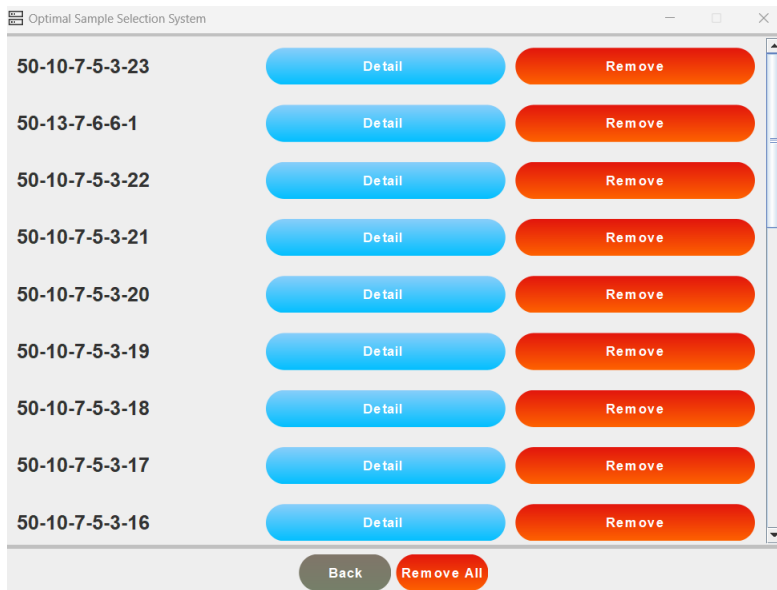 Optimal Sample Selection System
50-10-7-5-3-23 Detail Remove
50-13-7-6-6-1 Detail Remove
50-10-7-5-3-22 Detail Remove
50-10-7-5-3-21 Detail Remove
50-10-7-5-3-20 Detail Remove
50-10-7-5-3-19 Detail Remove
50-10-7-5-3-18 Detail Remove
50-10-7-5-3-17 Detail Remove
50-10-7-5-3-16 Detail Remove
Back Remove All